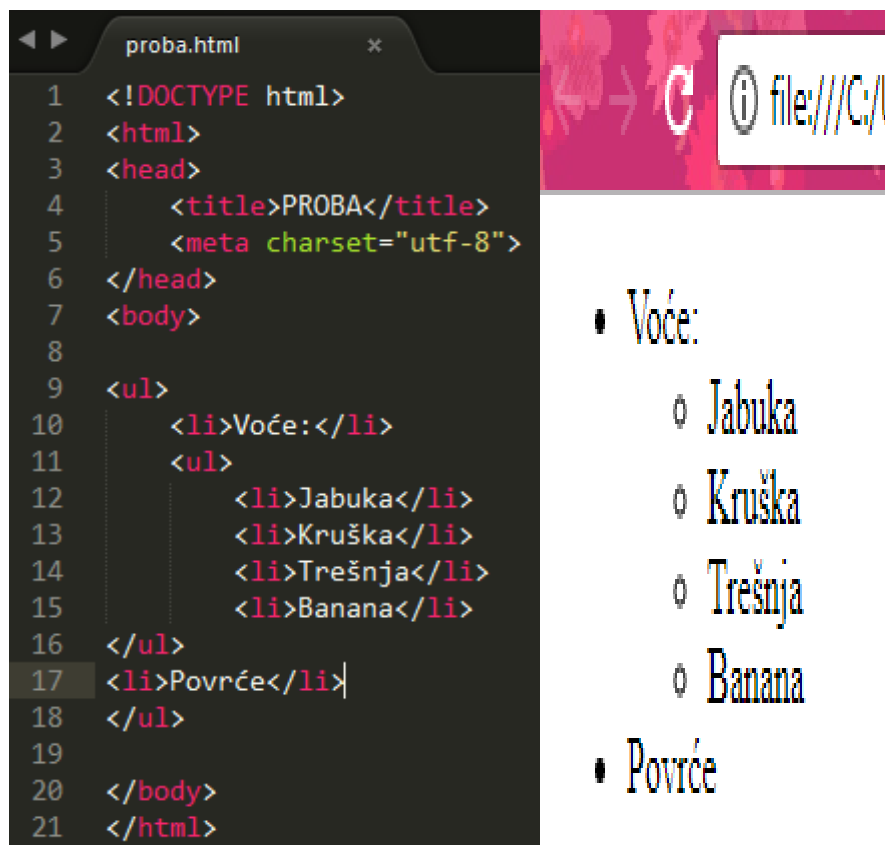 proba.html ×
1 <!DOCTYPE html>
2 <html>
3 <head>
4 <title>PROBA</title>
5 <meta charset="utf-8">
6 </head>
7 <body>
8
9 <ul>
10 <li>Voće:</li>
11 <ul>
12 <li>Jabuka</li>
13 <li>Kruška</li>
14 <li>Trešnja</li>
15 <li>Banana</li>
16 </ul>
17 <li>Povrće</li>
18 </ul>
19
20 </body>
21 </html>
file:///C:/
• Voće:
o Jabuka
o Kruška
o Trešnja
o Banana
• Povrće